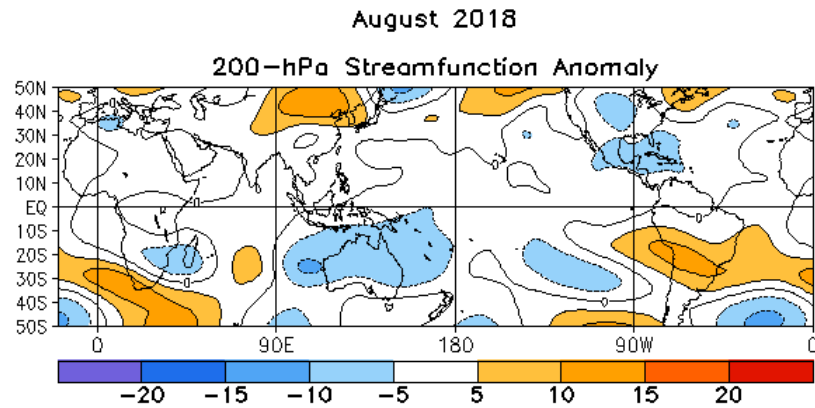 August 2018
200-hPa Streamfunction Anomaly
50N
40N
30N
20N
10N
EQ
10S
20S
30S
40S
50S
0 90E 180 90W 0
-20 -15 -10 -5 5 10 15 20